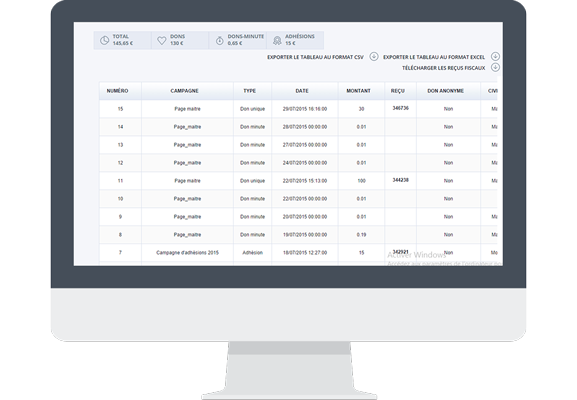 TOTAL DONS DONS-MINUTE ADHÉSIONS
145,65 € 130 € 0,65 € 15 €
EXPORTER LE TABLEAU AU FORMAT CSV EXPORTER LE TABLEAU AU FORMAT EXCEL
TÉLÉCHARGER LES REÇUS FISCAUX
NUMÉRO CAMPAGNE TYPE DATE MONTANT REÇU DON ANONYME CIVI
15 Page maitre Don unique 29/07/2015 16:16:00 30 346736 Non
14 Page_maitre Don minute 28/07/2015 00:00:00 0.01 Non
13 Page_maitre Don minute 27/07/2015 00:00:00 0.01 Non
12 Page_maitre Don minute 24/07/2015 00:00:00 0.01 Non
11 Page maitre Don unique 22/07/2015 15:13:00 100 344238 Non
10 Page_maitre Don minute 22/07/2015 00:00:00 0.01 Non
9 Page_maitre Don minute 20/07/2015 00:00:00 0.01 Non
8 Page_maitre Don minute 19/07/2015 00:00:00 0.19 Non
7 Campagne d'adhésions 2015 Adhésion 18/07/2015 12:27:00 15 342921 Non
Activer Windows